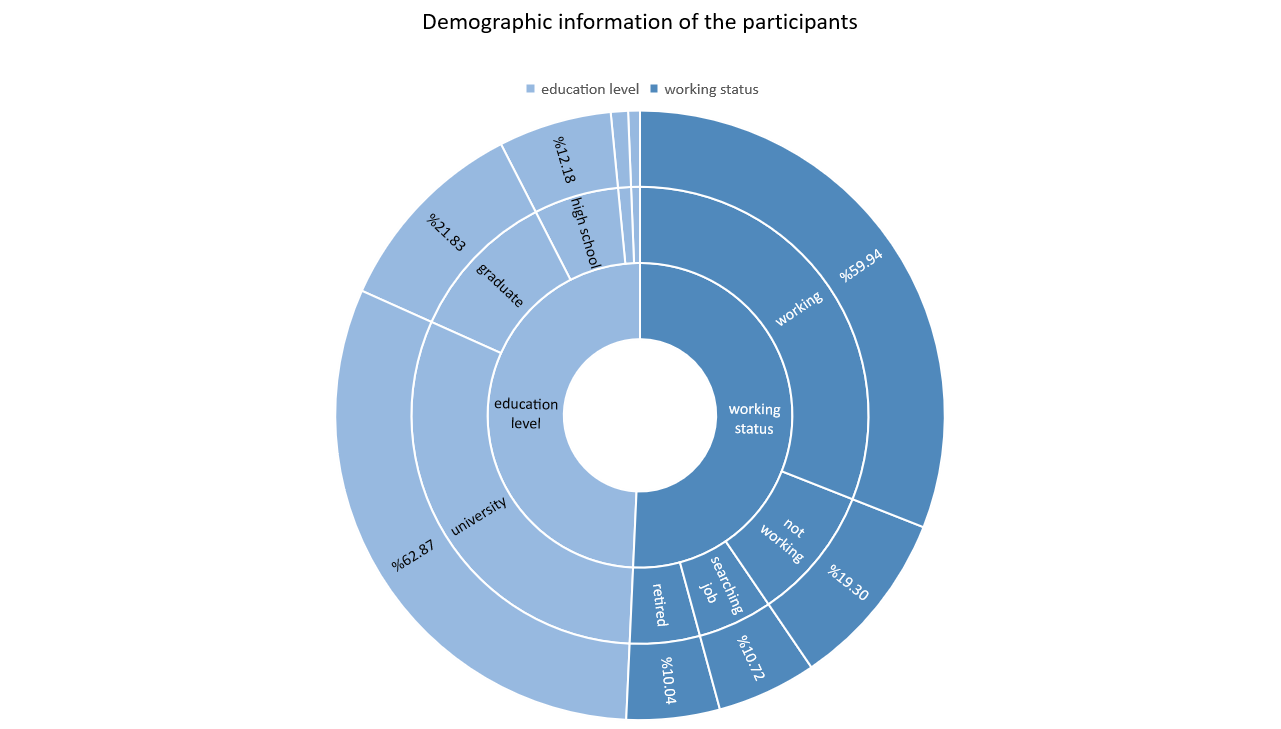 Demographic information of the participants
education level
working status
%12.18
%21.83
high school
graduate
%59.94
working
education
level
working
status
university
%62.87
not
working
%19.30
searching
job
%10.72
retired
%10.04